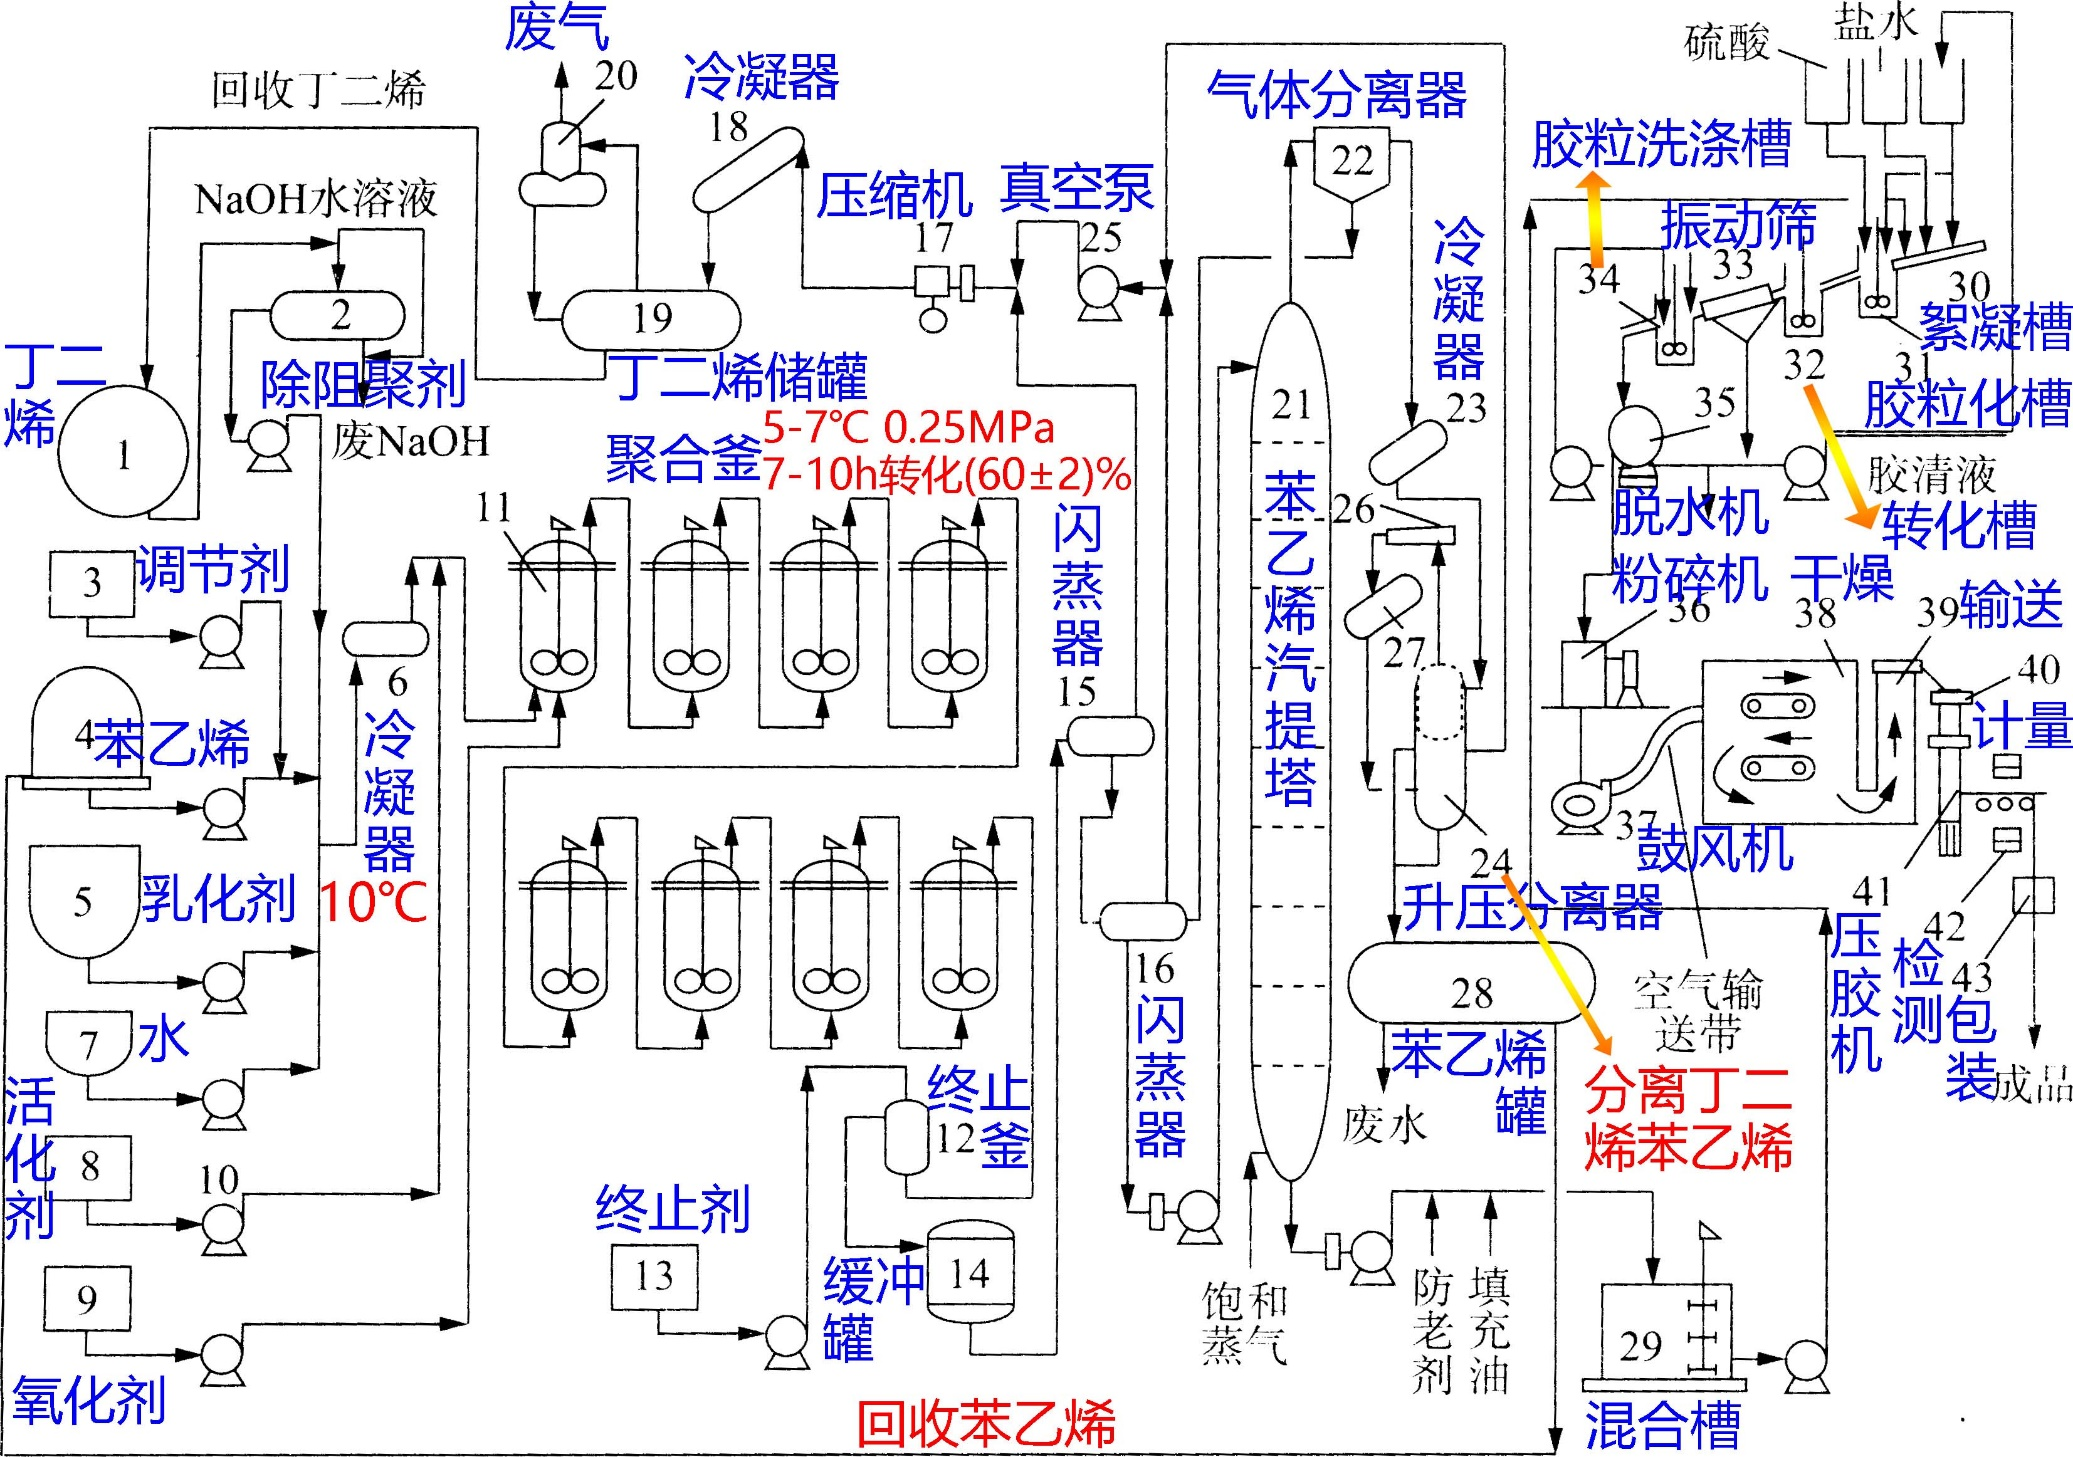 废气
20
冷凝器
18
回收丁二烯
NaOH水溶液
压缩机
17
真空泵
25
气体分离器
22
硫酸
盐水
胶粒洗涤槽
振动筛
33
34
30
絮凝槽
31
胶粒化槽
32
35
胶清液
转化槽
脱水机
粉碎机
36
干燥
38
39
输送
40
计量
37
鼓风机
41
压胶机
42
检测
43
包装
成品
空气输
送带
2
除阻聚剂
废NaOH
丁二烯
1
19
丁二烯储罐
聚合釜
5-7℃ 0.25MPa
7-10h转化(60±2)%
11
3
调节剂
4
苯乙烯
5
乳化剂
10℃
6
冷凝器
7
水
8
活化剂
10
9
氧化剂
闪蒸器
15
16
闪蒸器
终止釜
12
终止剂
13
缓冲罐
14
21
苯乙烯汽提塔
冷凝器
23
26
27
24
升压分离器
28
苯乙烯罐
废水
分离丁二
烯苯乙烯
饱和
蒸气
防老剂
填充油
29
混合槽
回收苯乙烯